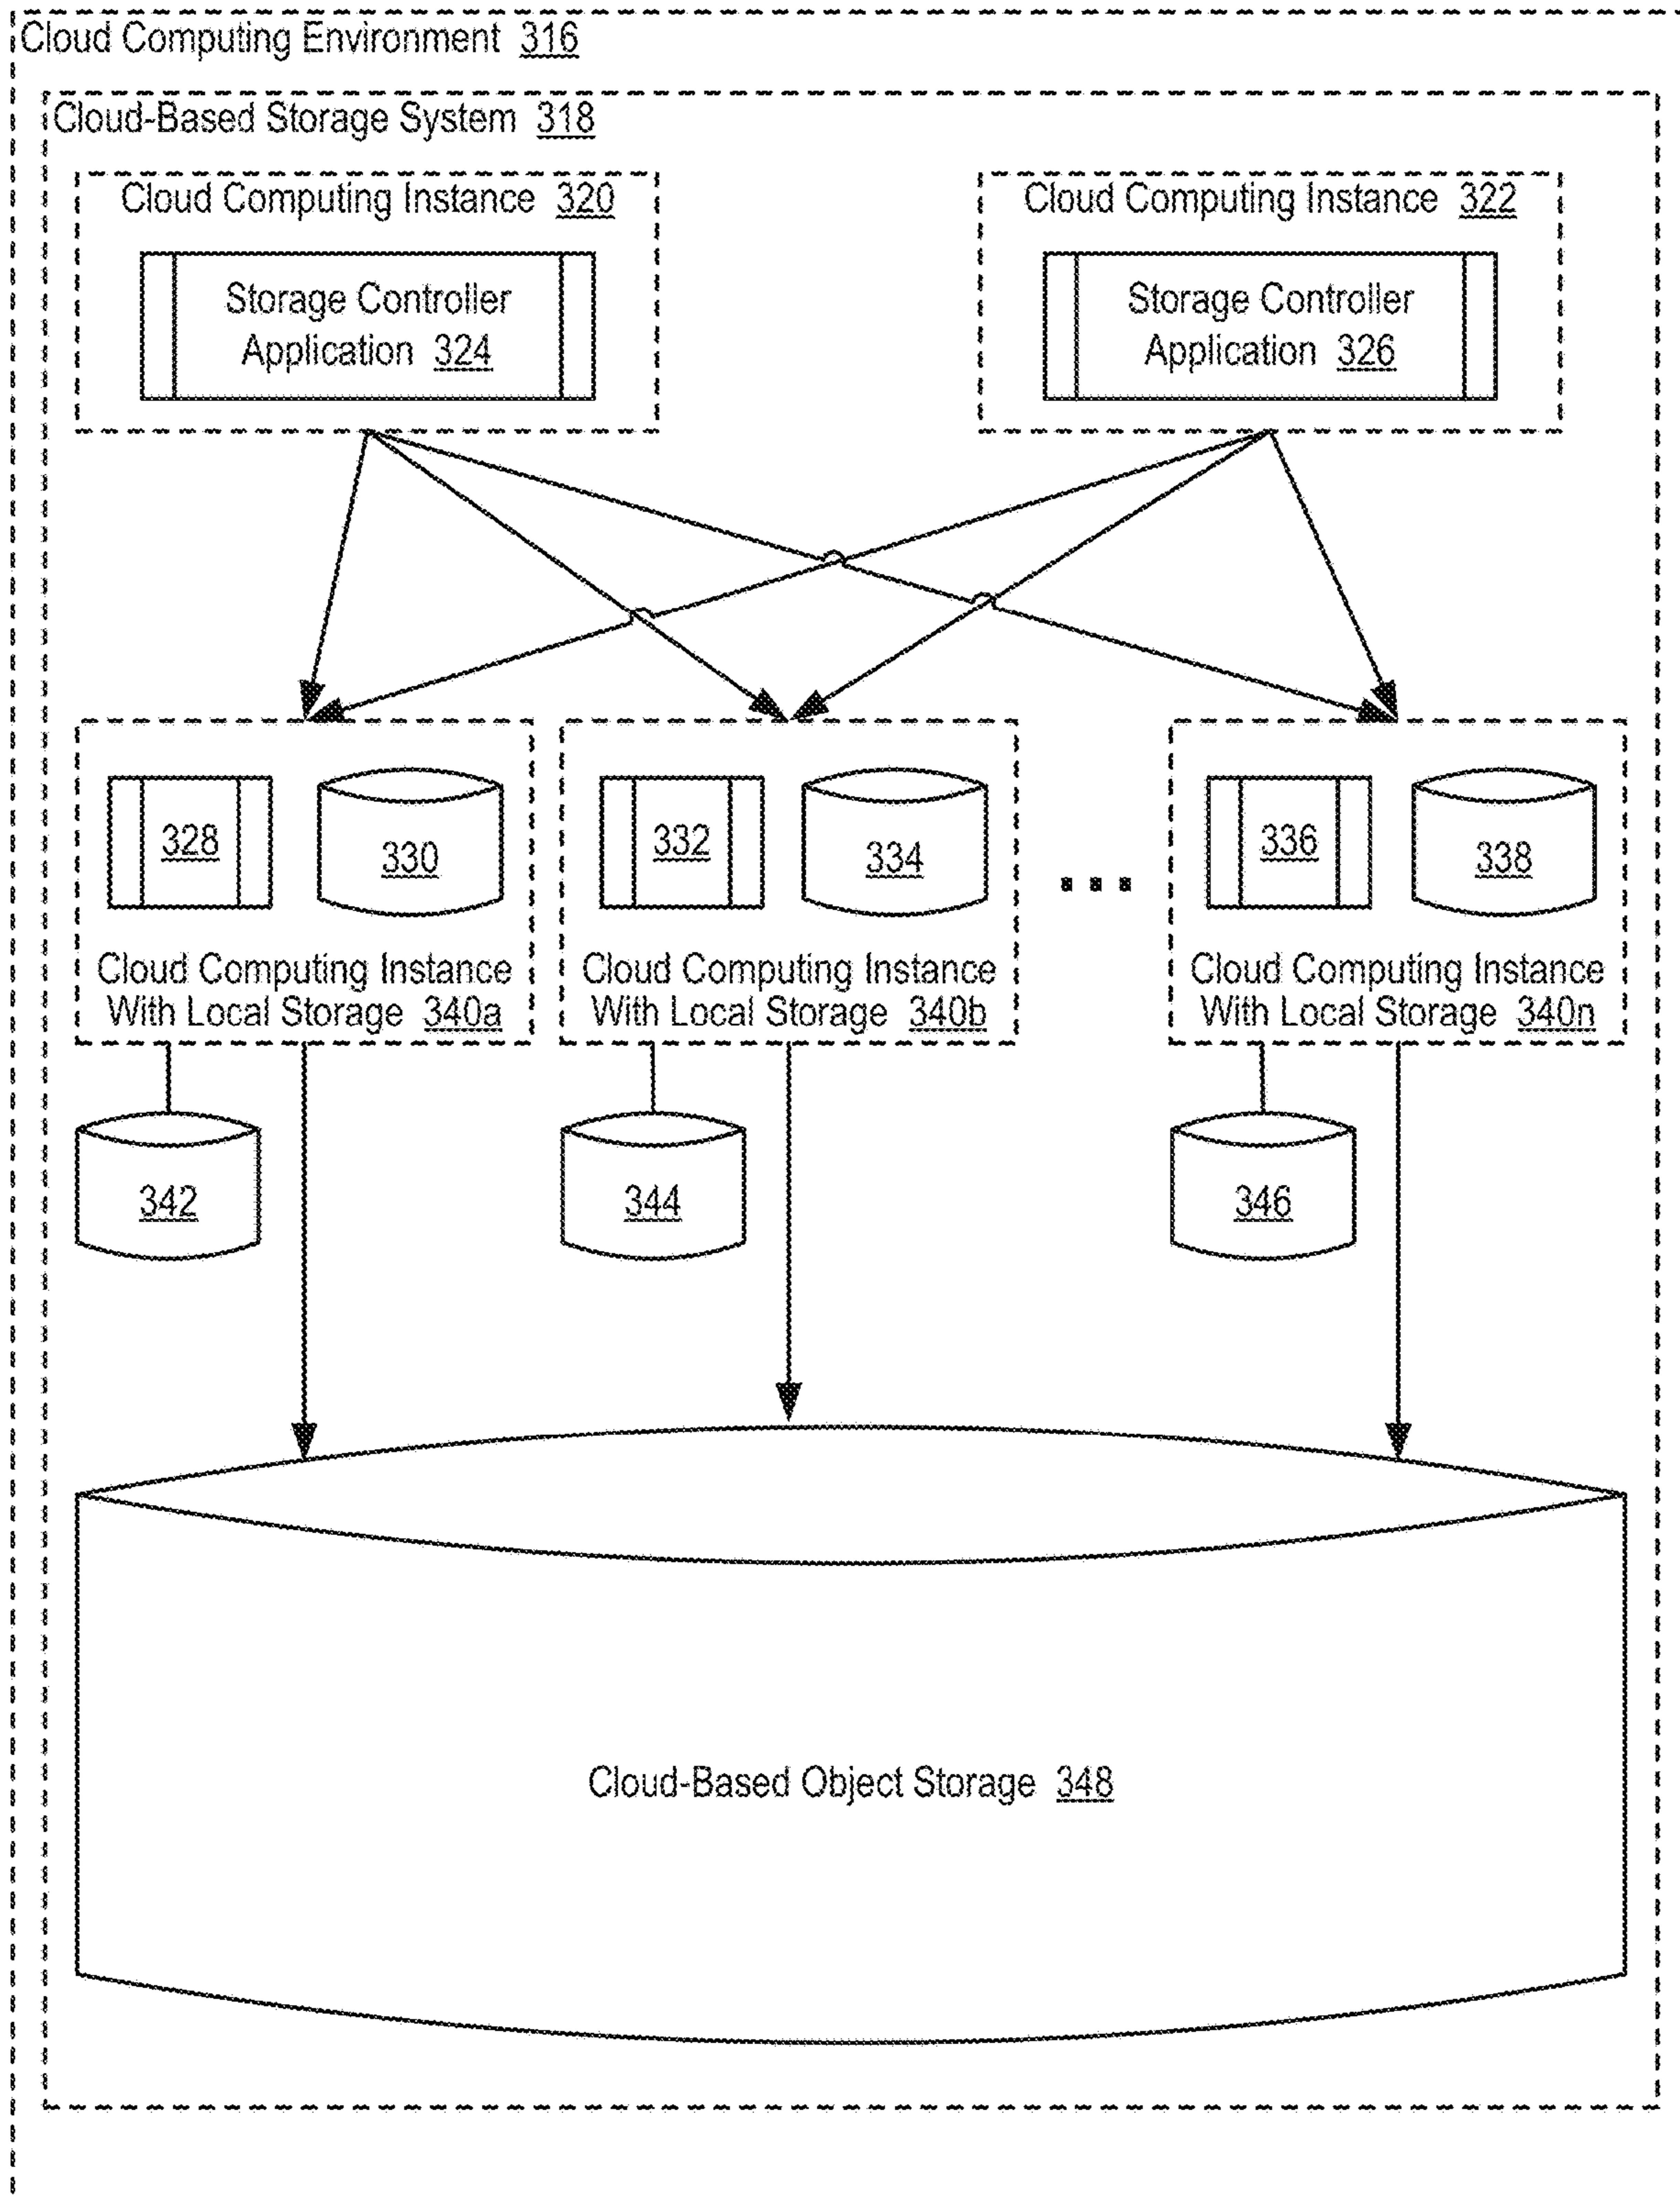 Cloud Computing Environment 316
Cloud-Based Storage System 318
Cloud Computing Instance 320
Storage Controller
Application 324
Cloud Computing Instance 322
Storage Controller
Application 326
328
330
Cloud Computing Instance
With Local Storage 340a
332
334
Cloud Computing Instance
With Local Storage 340b
...
336
338
Cloud Computing Instance
With Local Storage 340n
342
344
346
Cloud-Based Object Storage 348